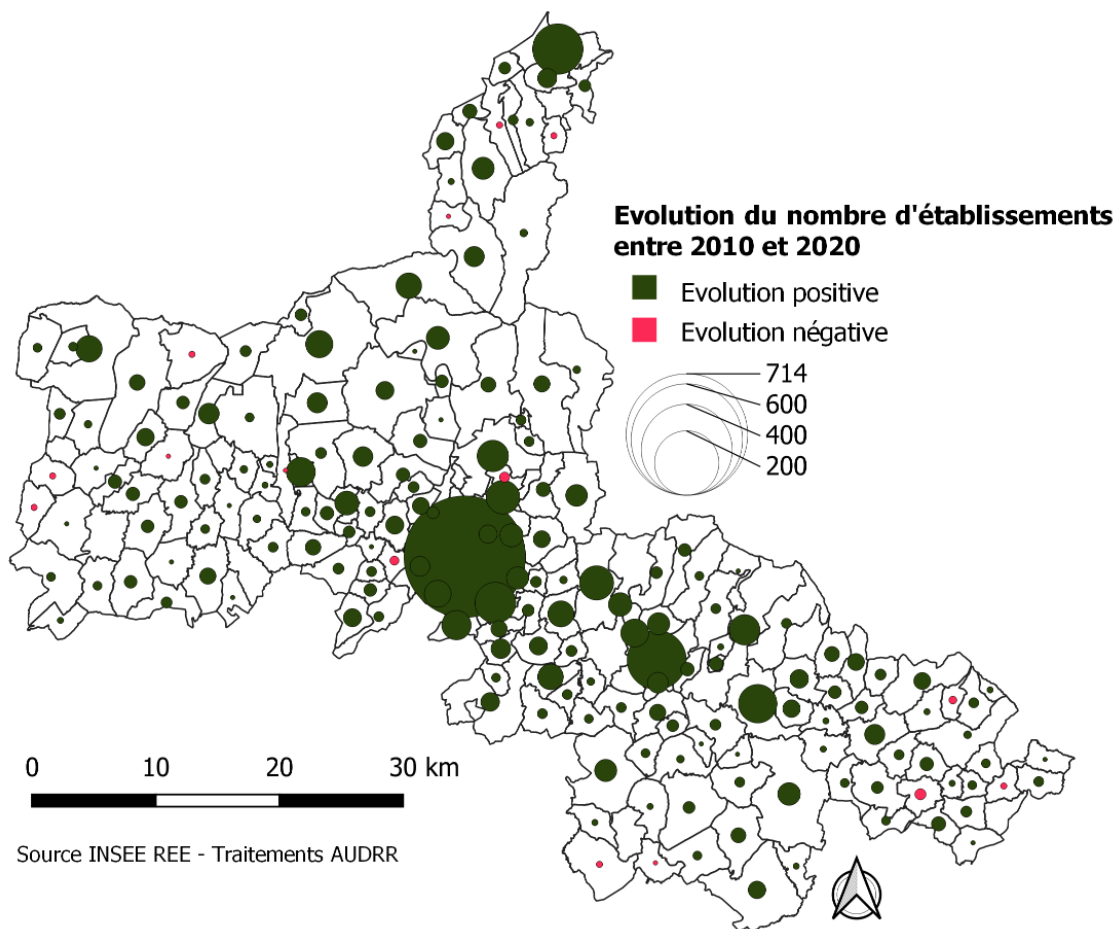 Evolution du nombre d'établissements
entre 2010 et 2020
Evolution positive
Evolution négative
714
600
400
200
0 10 20 30 km
Source INSEE REE - Traitements AUDRR